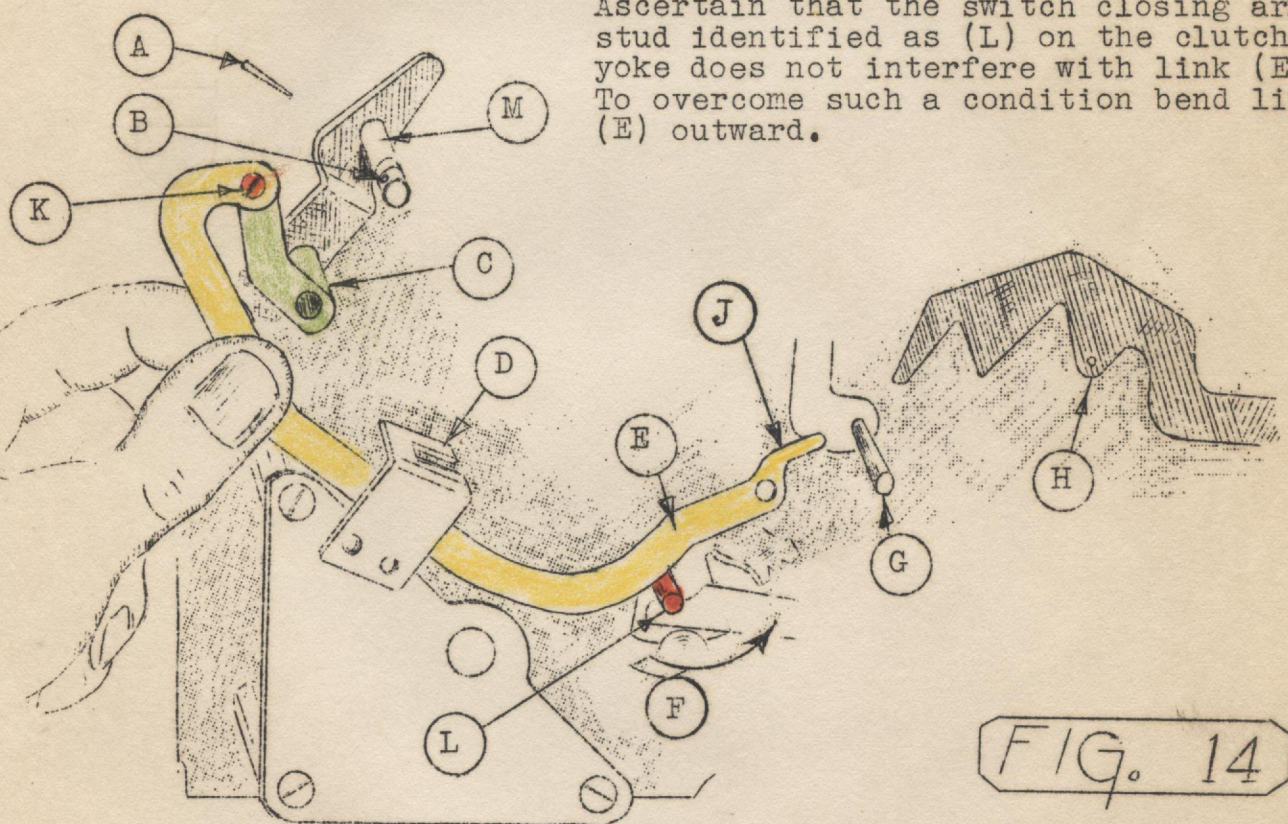 Ascertain that the switch closing ar
stud identified as (L) on the clutch
yoke does not interfere with link (E
To overcome such a condition bend li
(E) outward.
A
B
M
K
C
J
D
E
H
G
L
F
FIG. 14